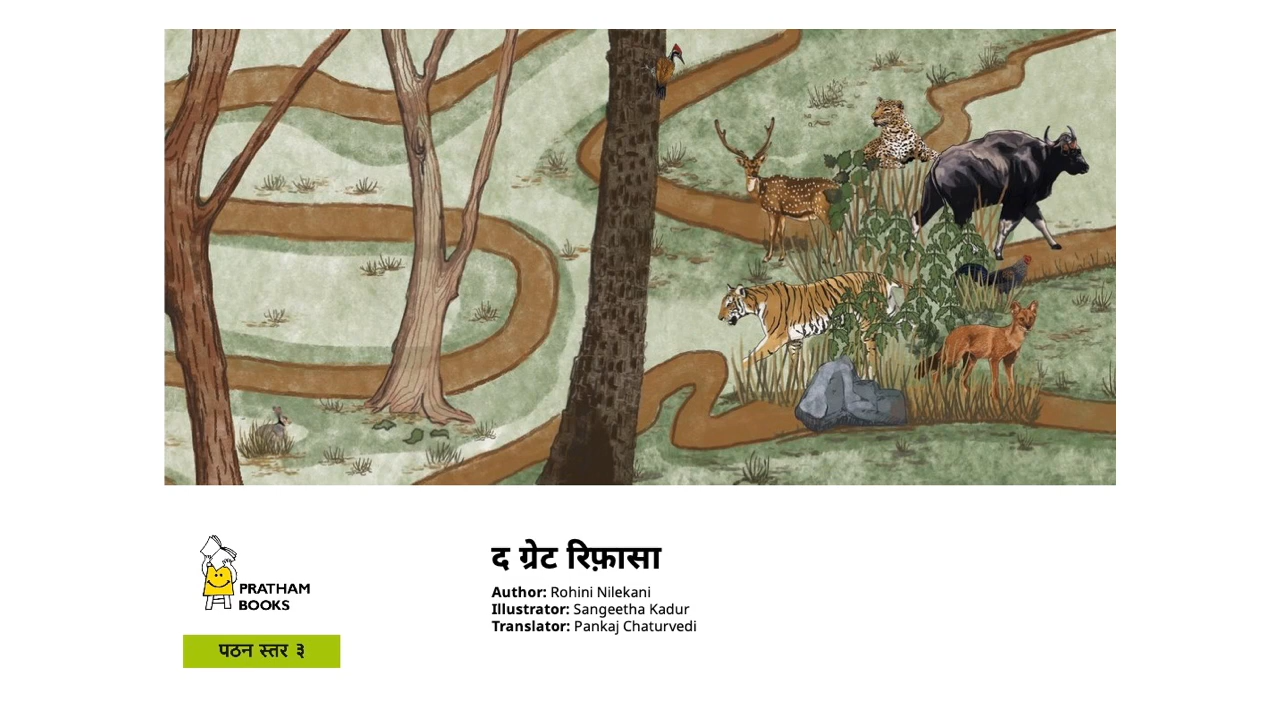 द ग्रेट रिफ़ासा
Author: Rohini Nilekani
Illustrator: Sangeetha Kadur
Translator: Pankaj Chaturvedi
PRATHAM
BOOKS
पठन स्तर ३